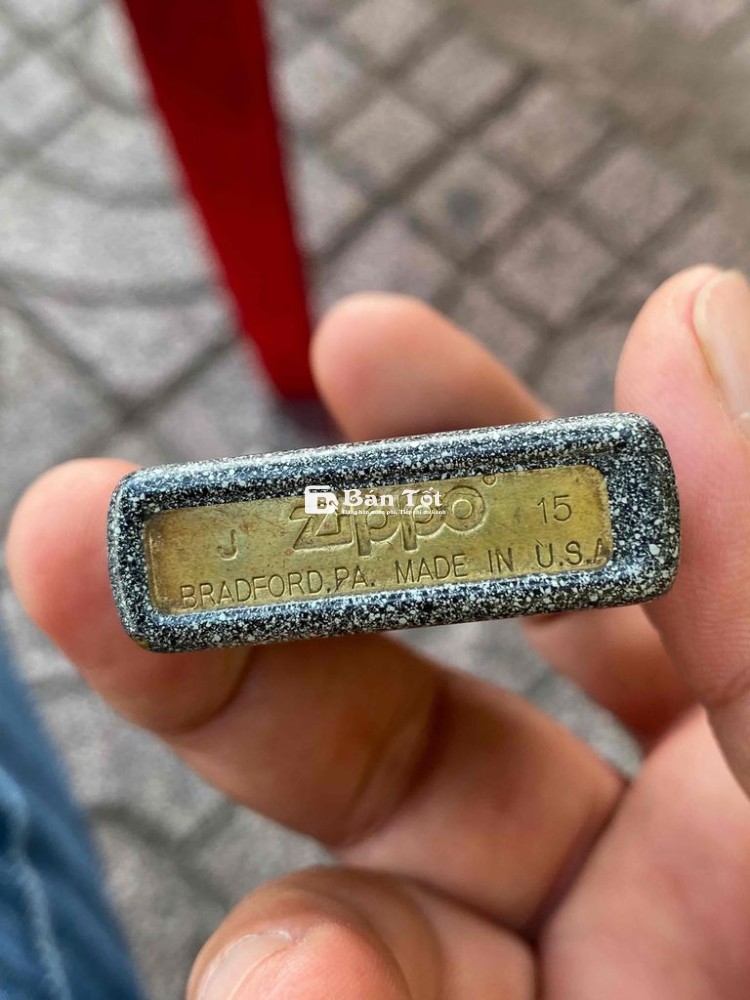 Bán Tốt
J Zippo 15
BRADFORD,PA. MADE IN U.S.A